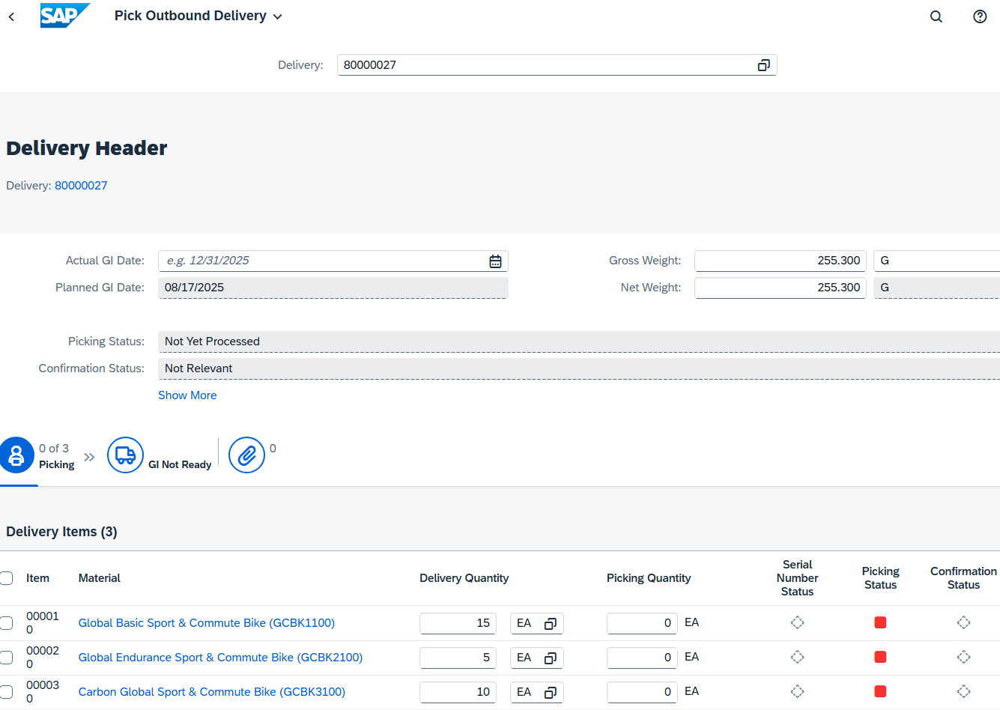 SAP Pick Outbound Delivery
Delivery: 80000027
Delivery Header
Delivery: 80000027
Actual GI Date: e.g. 12/31/2025 Gross Weight: 255.300 G
Planned GI Date: 08/17/2025 Net Weight: 255.300 G
Picking Status: Not Yet Processed
Confirmation Status: Not Relevant
Show More
0 of 3
Picking
GI Not Ready
0
Delivery Items (3)
Item Material Delivery Quantity Picking Quantity Serial Number Status Picking Status Confirmation Status
000010 Global Basic Sport & Commute Bike (GCBK1100) 15 EA 0 EA
000020 Global Endurance Sport & Commute Bike (GCBK2100) 5 EA 0 EA
000030 Carbon Global Sport & Commute Bike (GCBK3100) 10 EA 0 EA